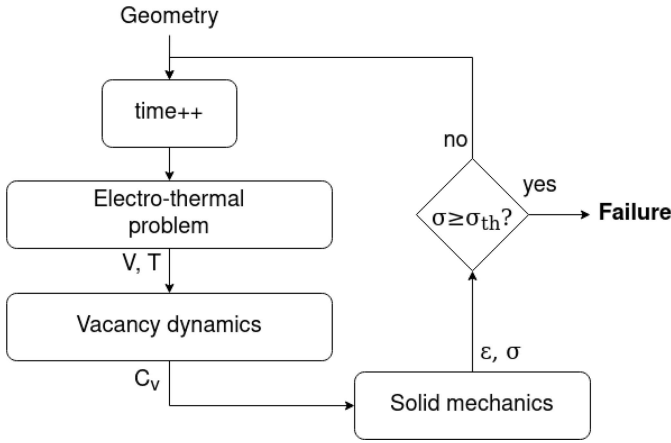 Geometry
time++
Electro-thermal
problem
V, T
Vacancy dynamics
Cᵥ
Solid mechanics
ε, σ
σ≥σth?
no
yes
Failure